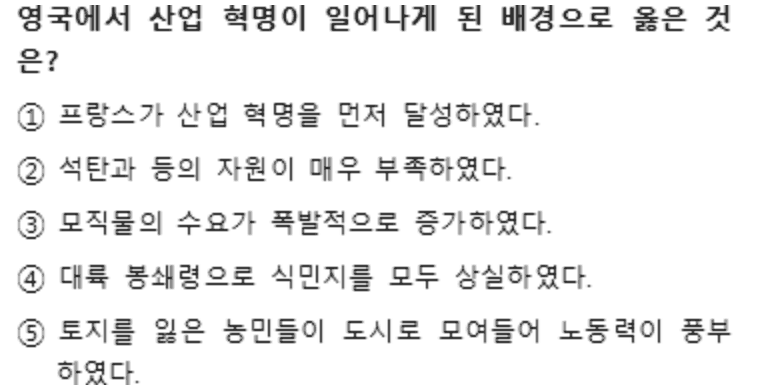 영국에서 산업 혁명이 일어나게 된 배경으로 옳은 것
은?
① 프랑스가 산업 혁명을 먼저 달성하였다.
② 석탄과 등의 자원이 매우 부족하였다.
③ 모직물의 수요가 폭발적으로 증가하였다.
④ 대륙 봉쇄령으로 식민지를 모두 상실하였다.
⑤ 토지를 잃은 농민들이 도시로 모여들어 노동력이 풍부
하였다.